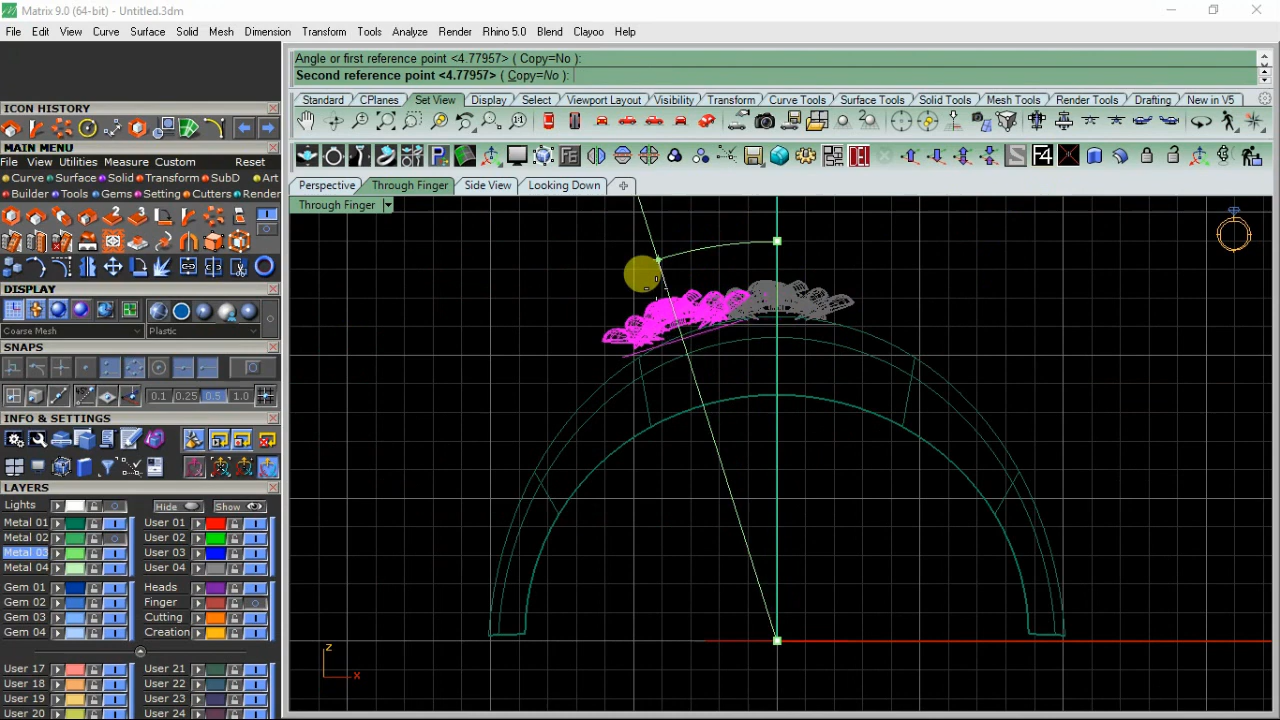 Matrix 9.0 (64-bit) - Untitled.3dm
File Edit View Curve Surface Solid Mesh Dimension Transform Tools Analyze Render Rhino 5.0 Blend Clayoo Help
Angle or first reference point <4.77957> ( Copy=No ):
Second reference point <4.77957> ( Copy=No ):
Standard CPlanes Set View Display Select Viewport Layout Visibility Transform Curve Tools Surface Tools Solid Tools Mesh Tools Render Tools Drafting New in V5
ICON HISTORY
MAIN MENU
File View Utilities Measure Custom Reset
Curve Surface Solid Transform SubD Art
Builder Tools Gems Setting Cutters Render
Perspective Through Finger Side View Looking Down
Through Finger
DISPLAY
Coarse Mesh Plastic
SNAPS
0.1 0.25 0.5 1.0
INFO & SETTINGS
LAYERS
Lights Hide Show
Metal 01 User 01
Metal 02 User 02
Metal 03 User 03
Metal 04 User 04
Gem 01 Heads
Gem 02 Finger
Gem 03 Cutting
Gem 04 Creation
User 17 User 21
User 18 User 22
User 19 User 23
User 20 User 24
z
x